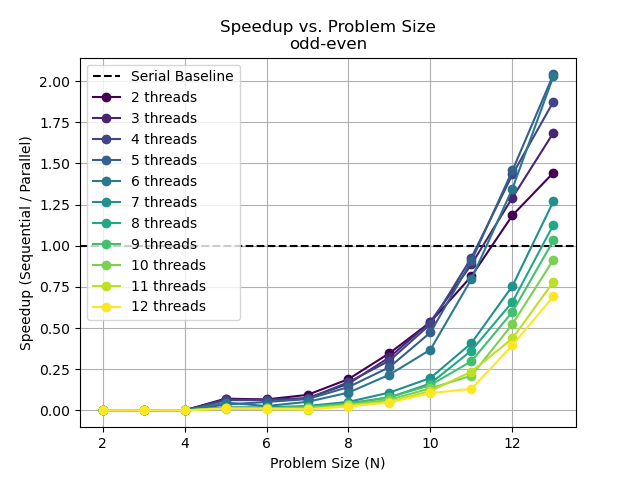 Speedup vs. Problem Size
odd-even
Speedup (Sequential / Parallel)
2.00
1.75
1.50
1.25
1.00
0.75
0.50
0.25
0.00
Serial Baseline
2 threads
3 threads
4 threads
5 threads
6 threads
7 threads
8 threads
9 threads
10 threads
11 threads
12 threads
2 4 6 8 10 12
Problem Size (N)